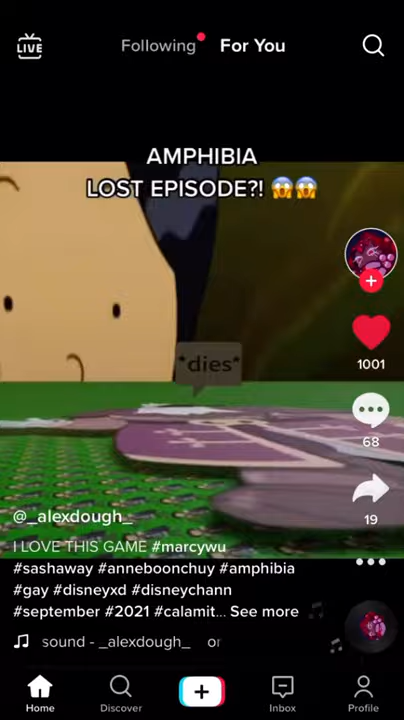 LIVE
Following
For You
AMPHIBIA
LOST EPISODE?! 😱😱
*dies*
1001
68
19
@_alexdough_
I LOVE THIS GAME #marcywu
#sashaway #anneboonchuy #amphibia
#gay #disneyxd #disneychann
#september #2021 #calamit... See more
sound - _alexdough_ or
Home
Discover
Inbox
Profile